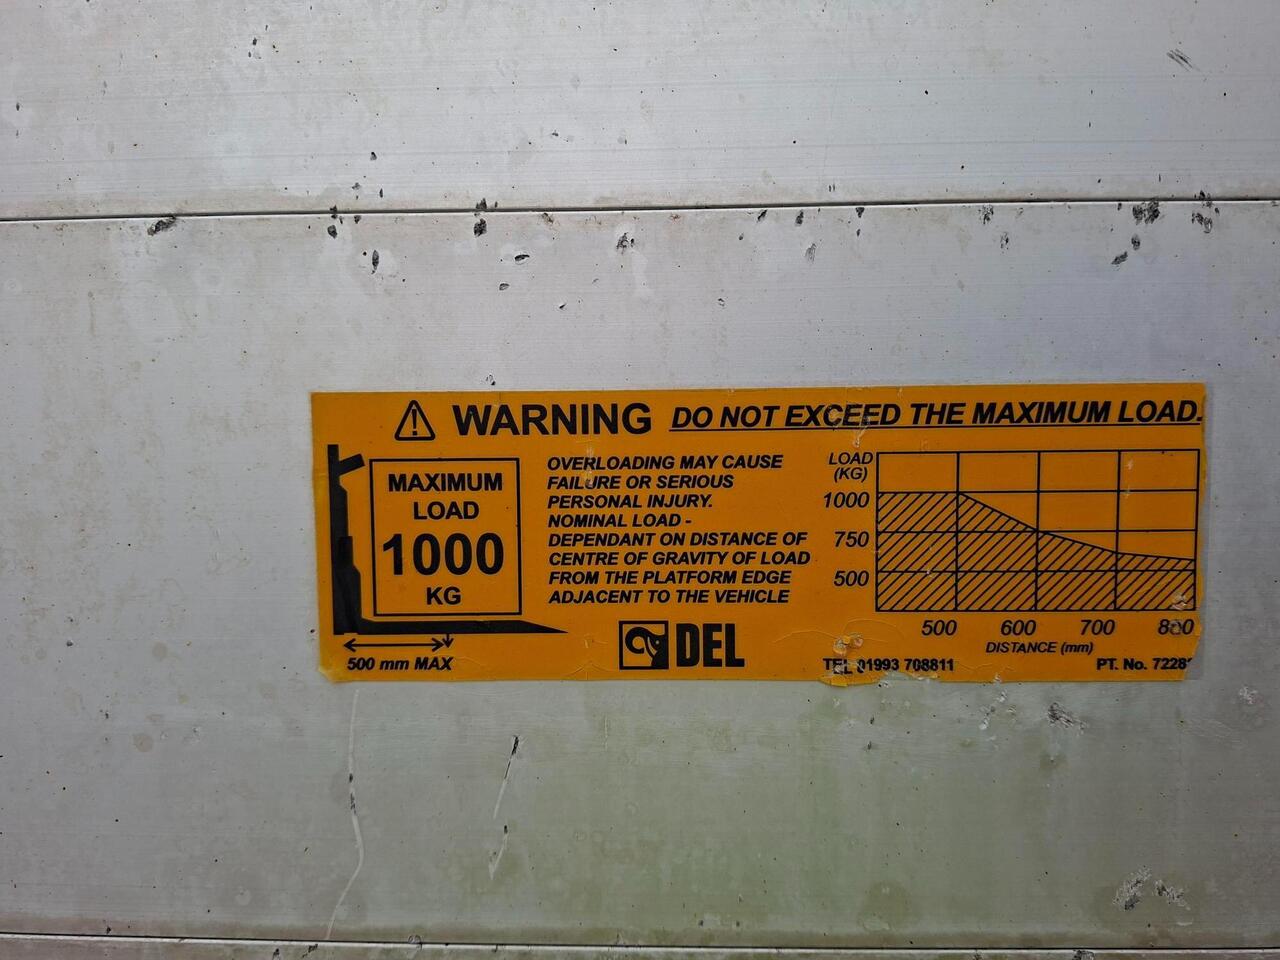 WARNING DO NOT EXCEED THE MAXIMUM LOAD.
MAXIMUM
LOAD
1000
KG
500 mm MAX
OVERLOADING MAY CAUSE
FAILURE OR SERIOUS
PERSONAL INJURY.
NOMINAL LOAD -
DEPENDANT ON DISTANCE OF
CENTRE OF GRAVITY OF LOAD
FROM THE PLATFORM EDGE
ADJACENT TO THE VEHICLE
DEL
LOAD
(KG)
1000
750
500
500 600 700 800
DISTANCE (mm)
TEL 01993 708811
PT. No.